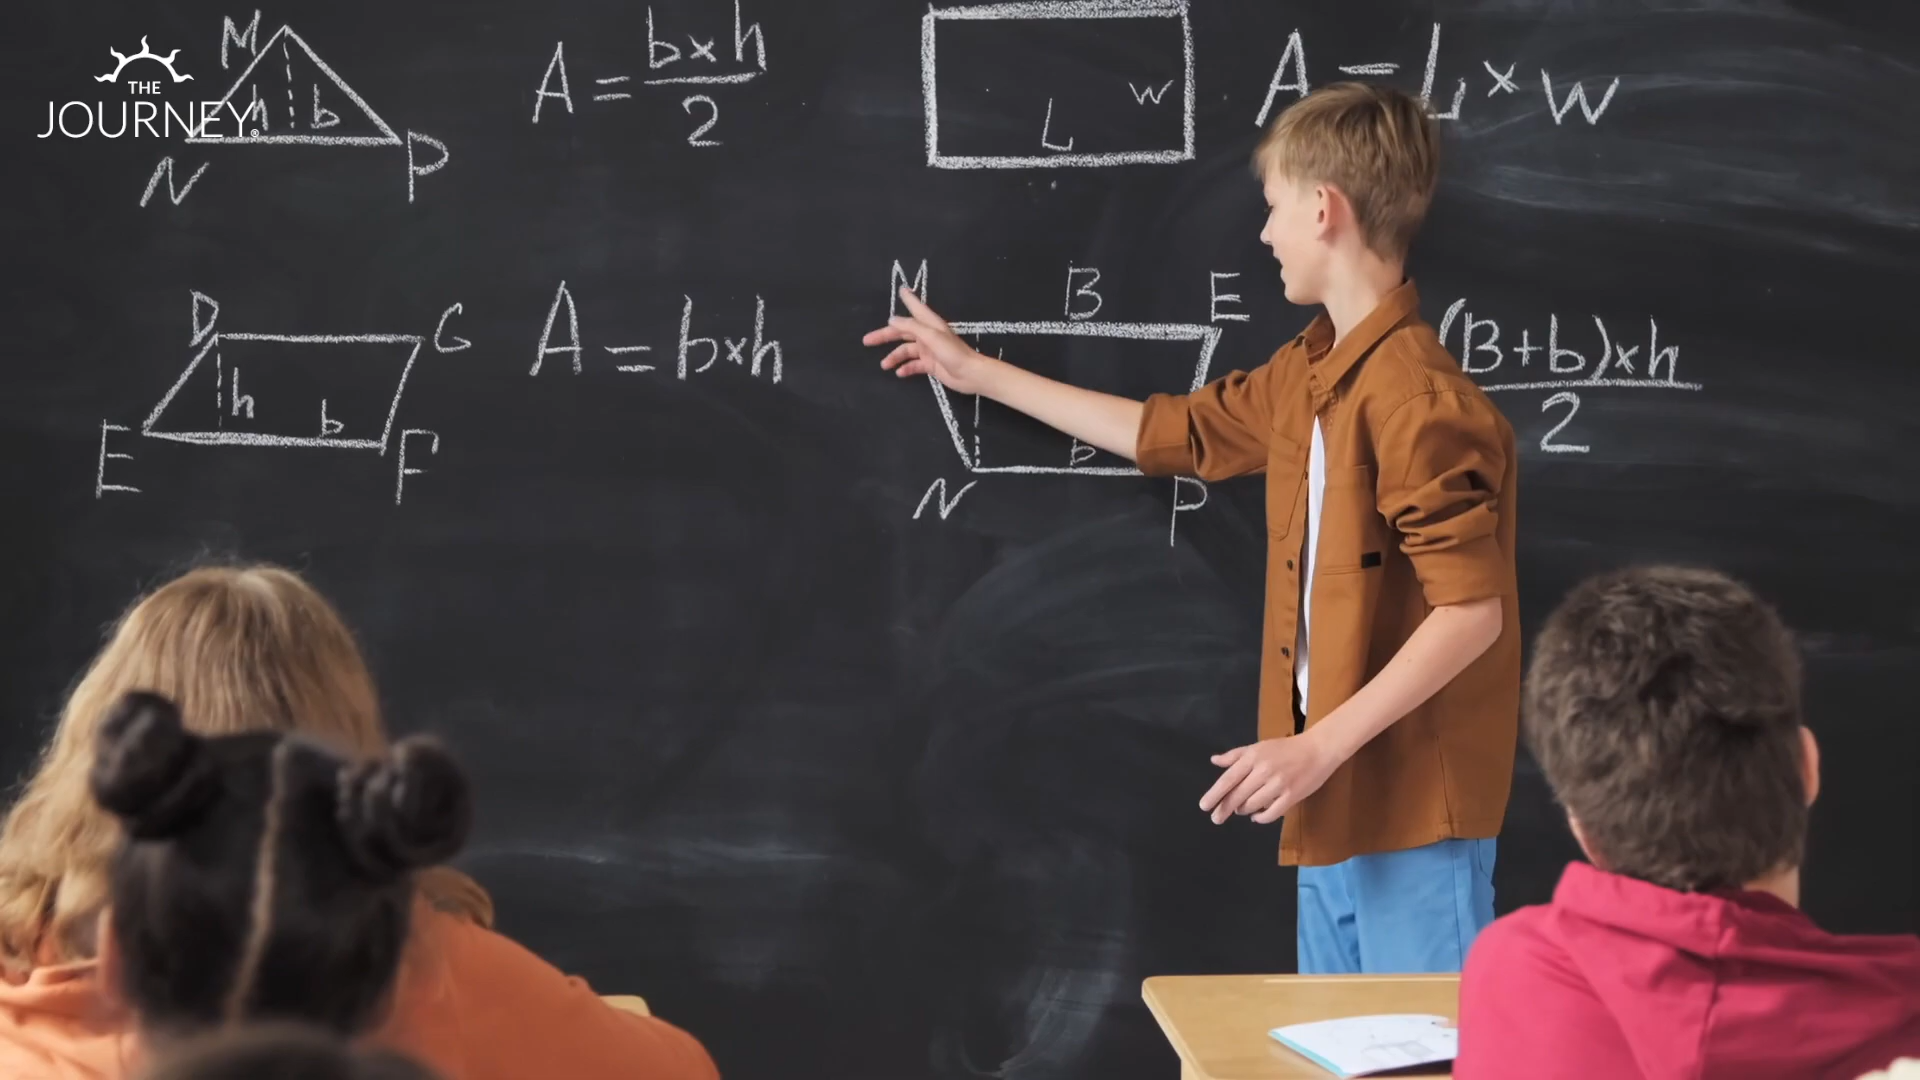 THE
JOURNEY®
M
h b
N P
A = b×h
2
L W
A = L × W
D G
h
b
E F
A = b×h
M B E
b
N P
(B+b)×h
2